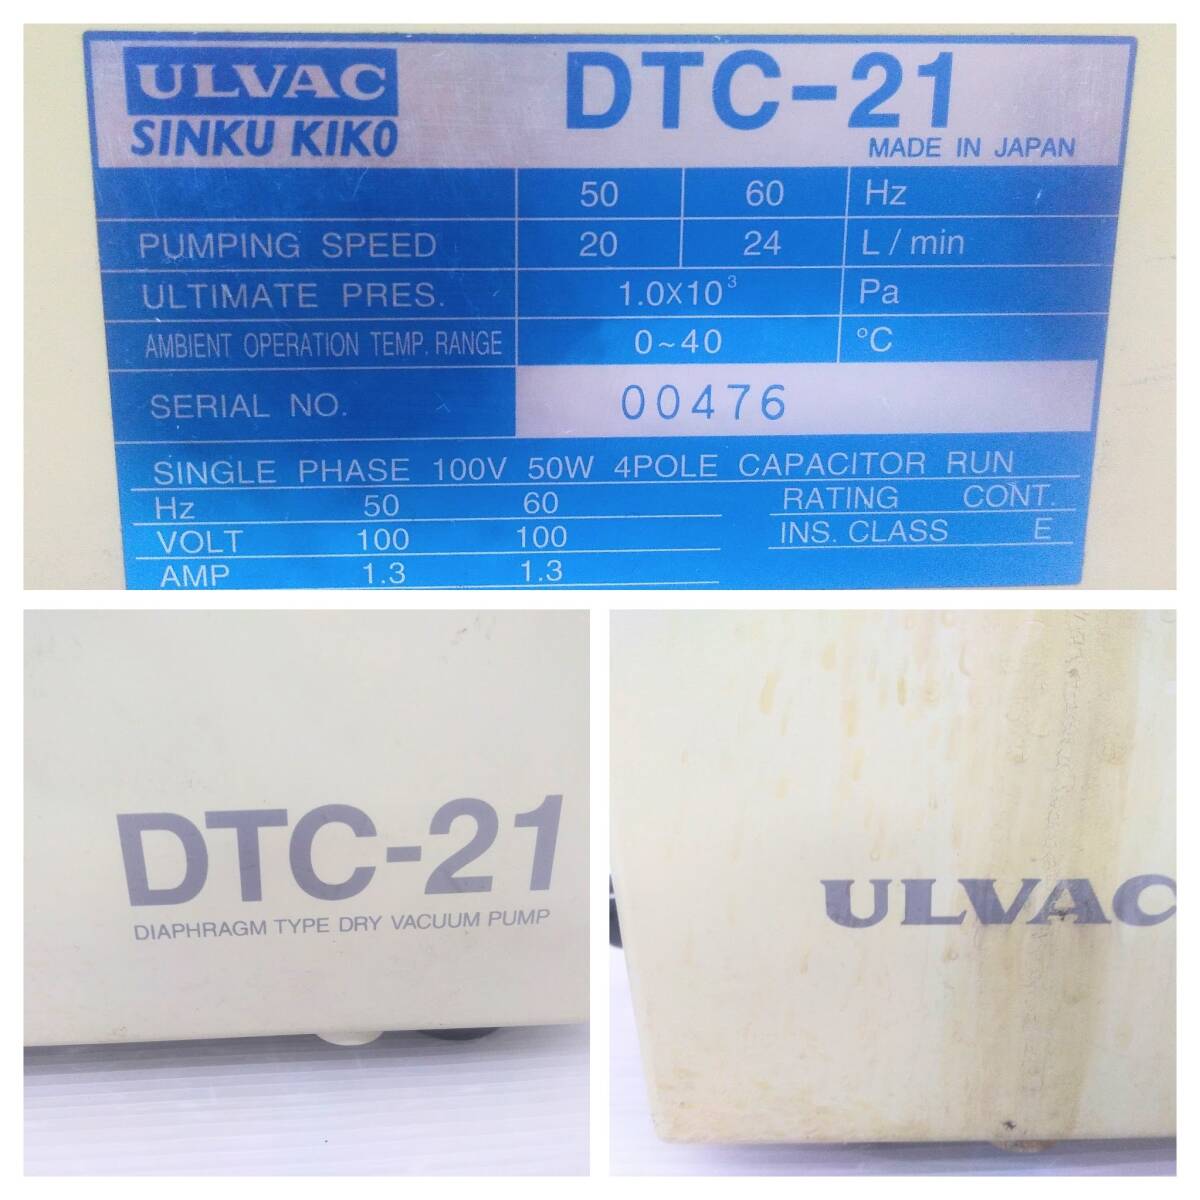 ULVAC
SINKU KIKO
DTC-21
MADE IN JAPAN
50 60 Hz
PUMPING SPEED 20 24 L/min
ULTIMATE PRES. 1.0X10³ Pa
AMBIENT OPERATION TEMP. RANGE 0~40 °C
SERIAL NO. 00476
SINGLE PHASE 100V 50W 4POLE CAPACITOR RUN
Hz 50 60 RATING CONT.
VOLT 100 100 INS. CLASS E
AMP 1.3 1.3
DTC-21
DIAPHRAGM TYPE DRY VACUUM PUMP
ULVAC